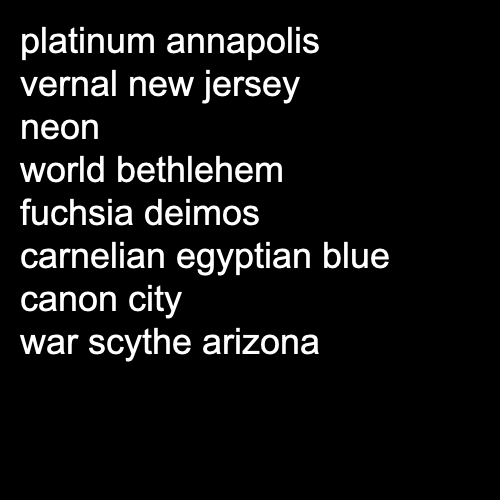 platinum annapolis
vernal new jersey
neon
world bethlehem
fuchsia deimos
carnelian egyptian blue
canon city
war scythe arizona